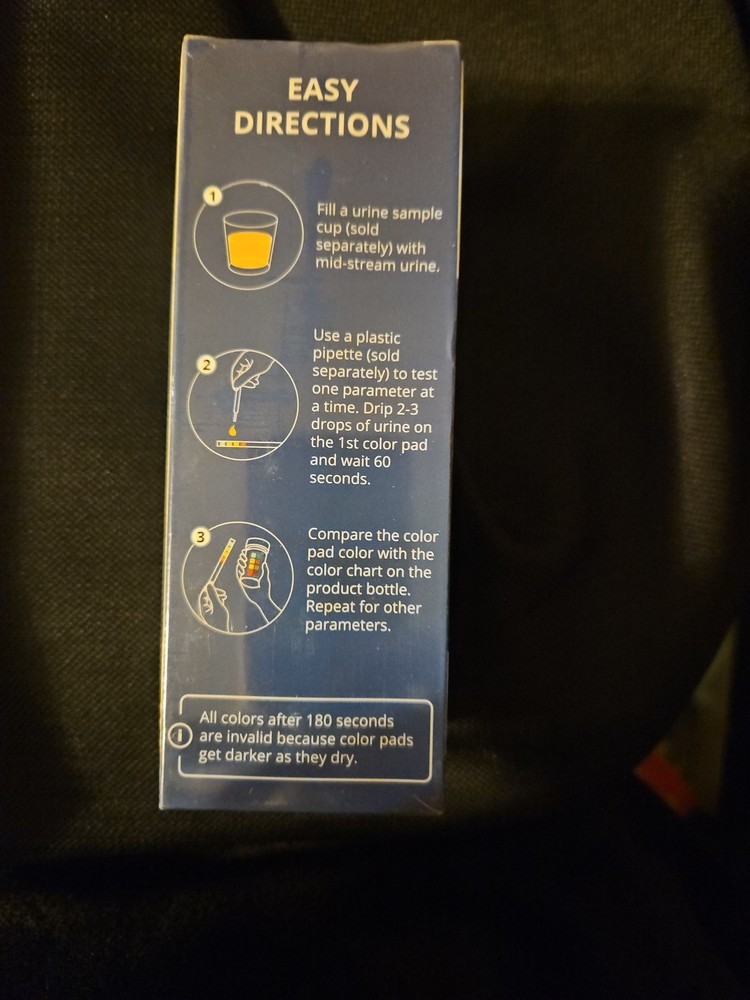 EASY
DIRECTIONS
1
Fill a urine sample
cup (sold
separately) with
mid-stream urine.
2
Use a plastic
pipette (sold
separately) to test
one parameter at
a time. Drip 2-3
drops of urine on
the 1st color pad
and wait 60
seconds.
3
Compare the color
pad color with the
color chart on the
product bottle.
Repeat for other
parameters.
i
All colors after 180 seconds
are invalid because color pads
get darker as they dry.